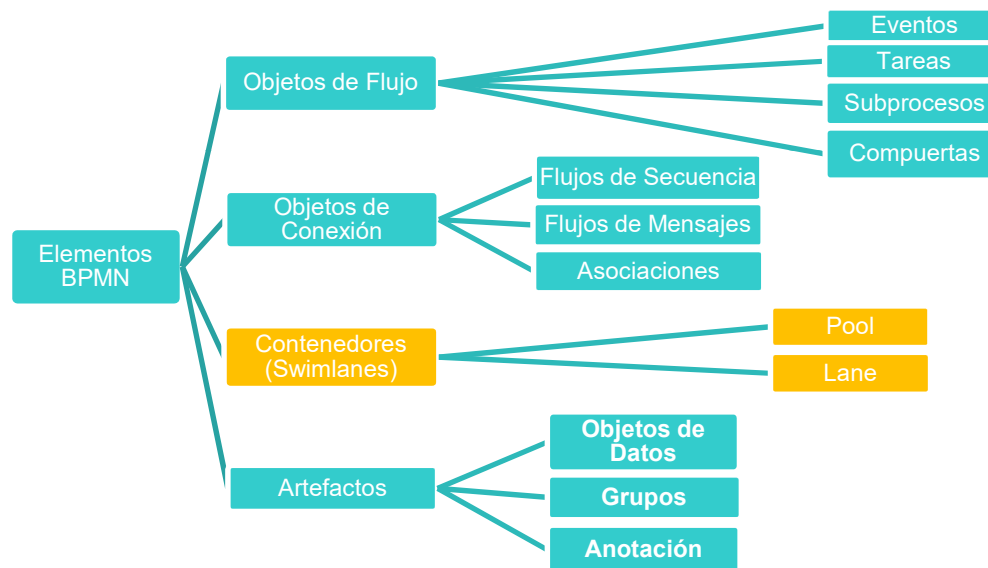 Elementos
BPMN
Objetos de Flujo
Eventos
Tareas
Subprocesos
Compuertas
Objetos de
Conexión
Flujos de Secuencia
Flujos de Mensajes
Asociaciones
Contenedores
(Swimlanes)
Pool
Lane
Artefactos
Objetos de
Datos
Grupos
Anotación